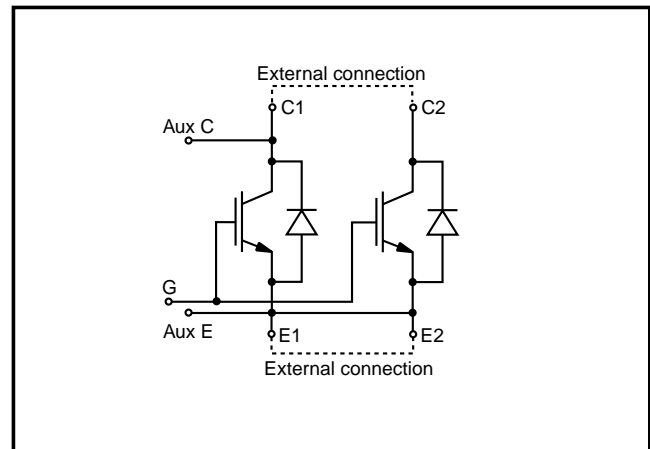 External connection
C1
C2
Aux C
G
Aux E
E1
E2
External connection